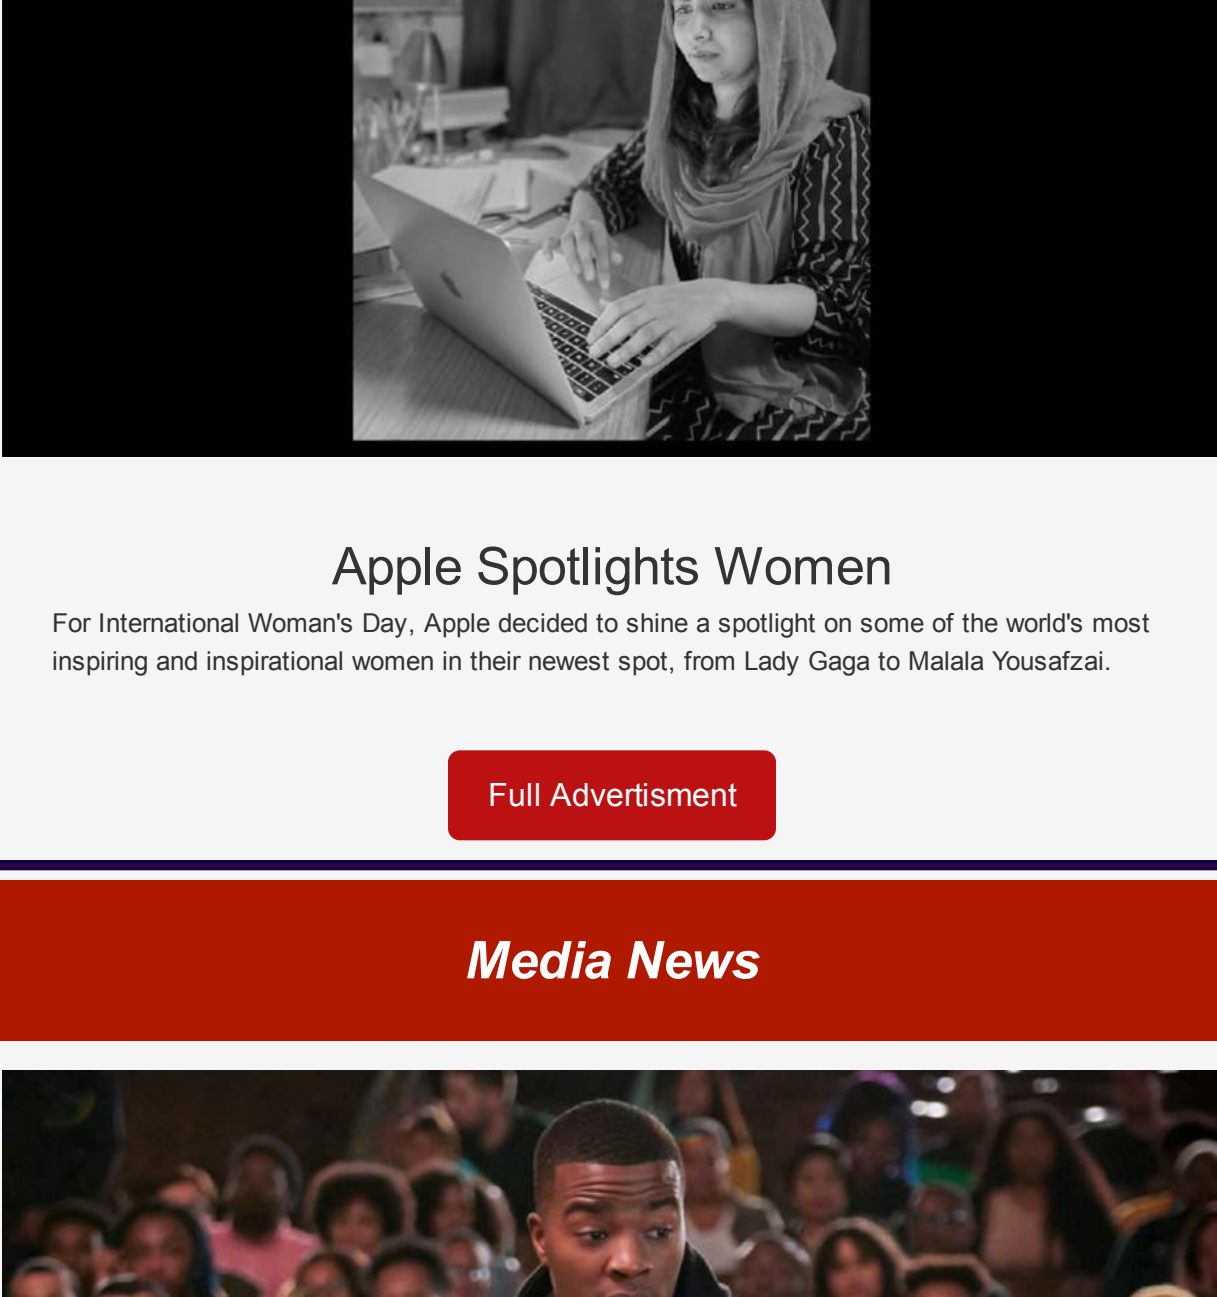 Apple Spotlights Women
For International Woman's Day, Apple decided to shine a spotlight on some of the world's most
inspiring and inspirational women in their newest spot, from Lady Gaga to Malala Yousafzai.
Full Advertisment
Media News